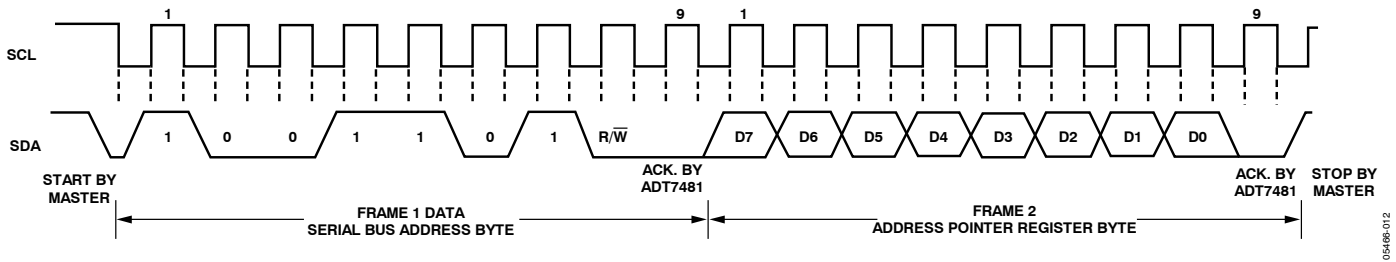 1 9 1 9
SCL
SDA
1 0 0 1 1 0 1 R/W̅ D7 D6 D5 D4 D3 D2 D1 D0
START BY
MASTER
ACK. BY
ADT7481
ACK. BY
ADT7481
STOP BY
MASTER
FRAME 1 DATA
SERIAL BUS ADDRESS BYTE
FRAME 2
ADDRESS POINTER REGISTER BYTE
05466-012